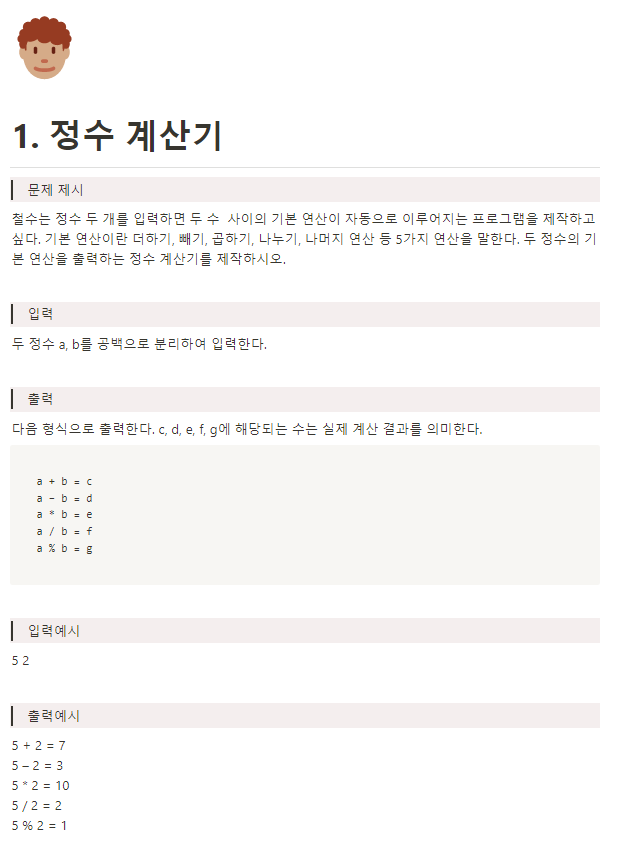 1. 정수 계산기
문제 제시
철수는 정수 두 개를 입력하면 두 수 사이의 기본 연산이 자동으로 이루어지는 프로그램을 제작하고
싶다. 기본 연산이란 더하기, 빼기, 곱하기, 나누기, 나머지 연산 등 5가지 연산을 말한다. 두 정수의 기
본 연산을 출력하는 정수 계산기를 제작하시오.
입력
두 정수 a, b를 공백으로 분리하여 입력한다.
출력
다음 형식으로 출력한다. c, d, e, f, g에 해당되는 수는 실제 계산 결과를 의미한다.
a + b = c
a - b = d
a * b = e
a / b = f
a % b = g
입력예시
5 2
출력예시
5 + 2 = 7
5 – 2 = 3
5 * 2 = 10
5 / 2 = 2
5 % 2 = 1